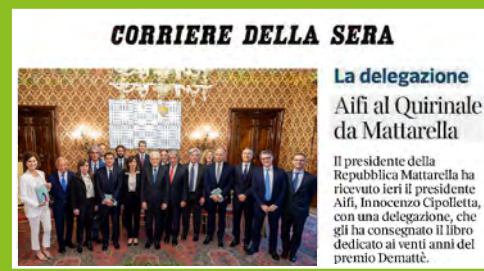 CORRIERE DELLA SERA
La delegazione
Aifi al Quirinale
da Mattarella
Il presidente della
Repubblica Mattarella ha
ricevuto ieri il presidente
Aifi, Innocenzo Cipolletta,
con una delegazione, che
gli ha consegnato il libro
dedicato ai venti anni del
premio Demattè.